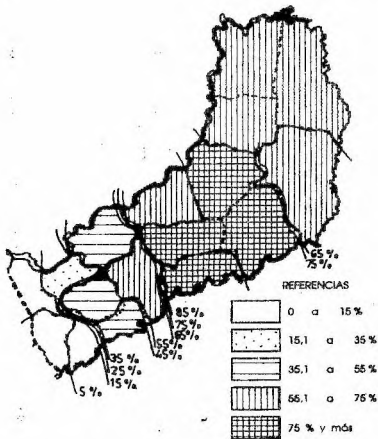 65 %
75 %
REFERENCIAS
0 a 15 %
15,1 a 35 %
35,1 a 55 %
55,1 a 75 %
75 % y más
85 %
75 %
65 %
55 %
45 %
35 %
25 %
15 %
5 %